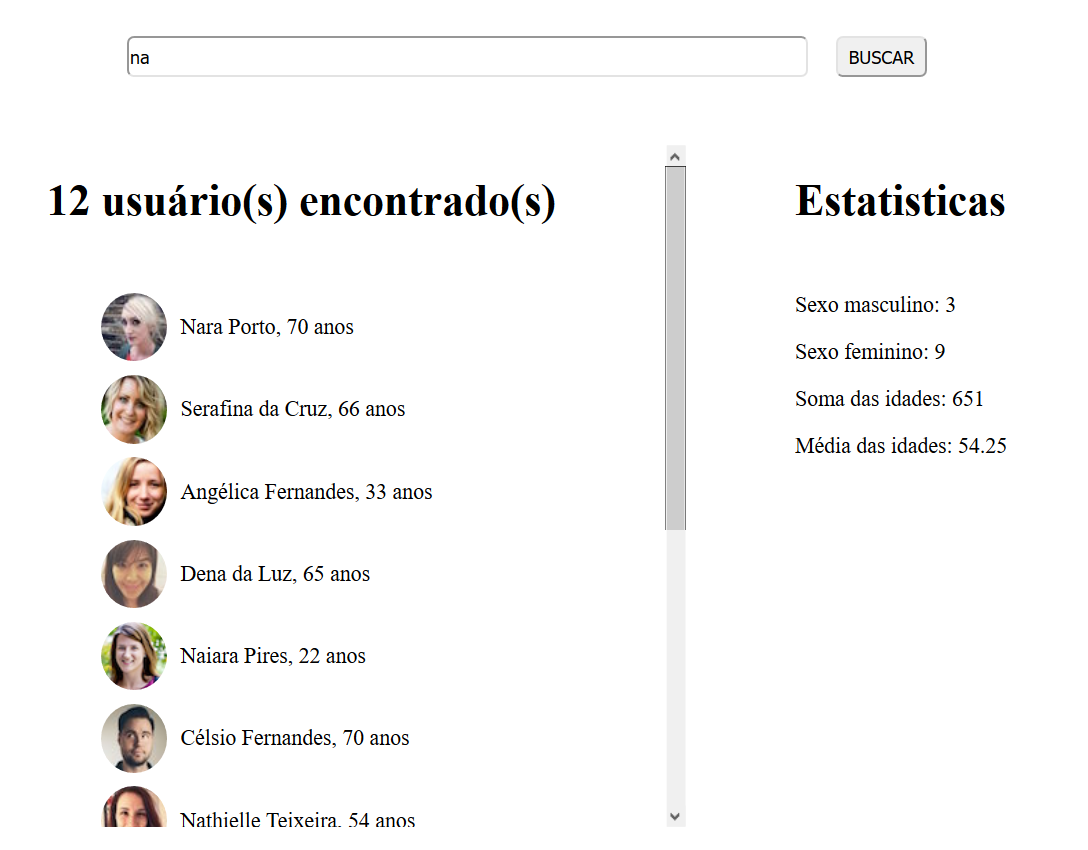 na
BUSCAR
12 usuário(s) encontrado(s)
Nara Porto, 70 anos
Serafina da Cruz, 66 anos
Angélica Fernandes, 33 anos
Dena da Luz, 65 anos
Naiara Pires, 22 anos
Célsio Fernandes, 70 anos
Nathielle Teixeira, 54 anos
Estatisticas
Sexo masculino: 3
Sexo feminino: 9
Soma das idades: 651
Média das idades: 54.25